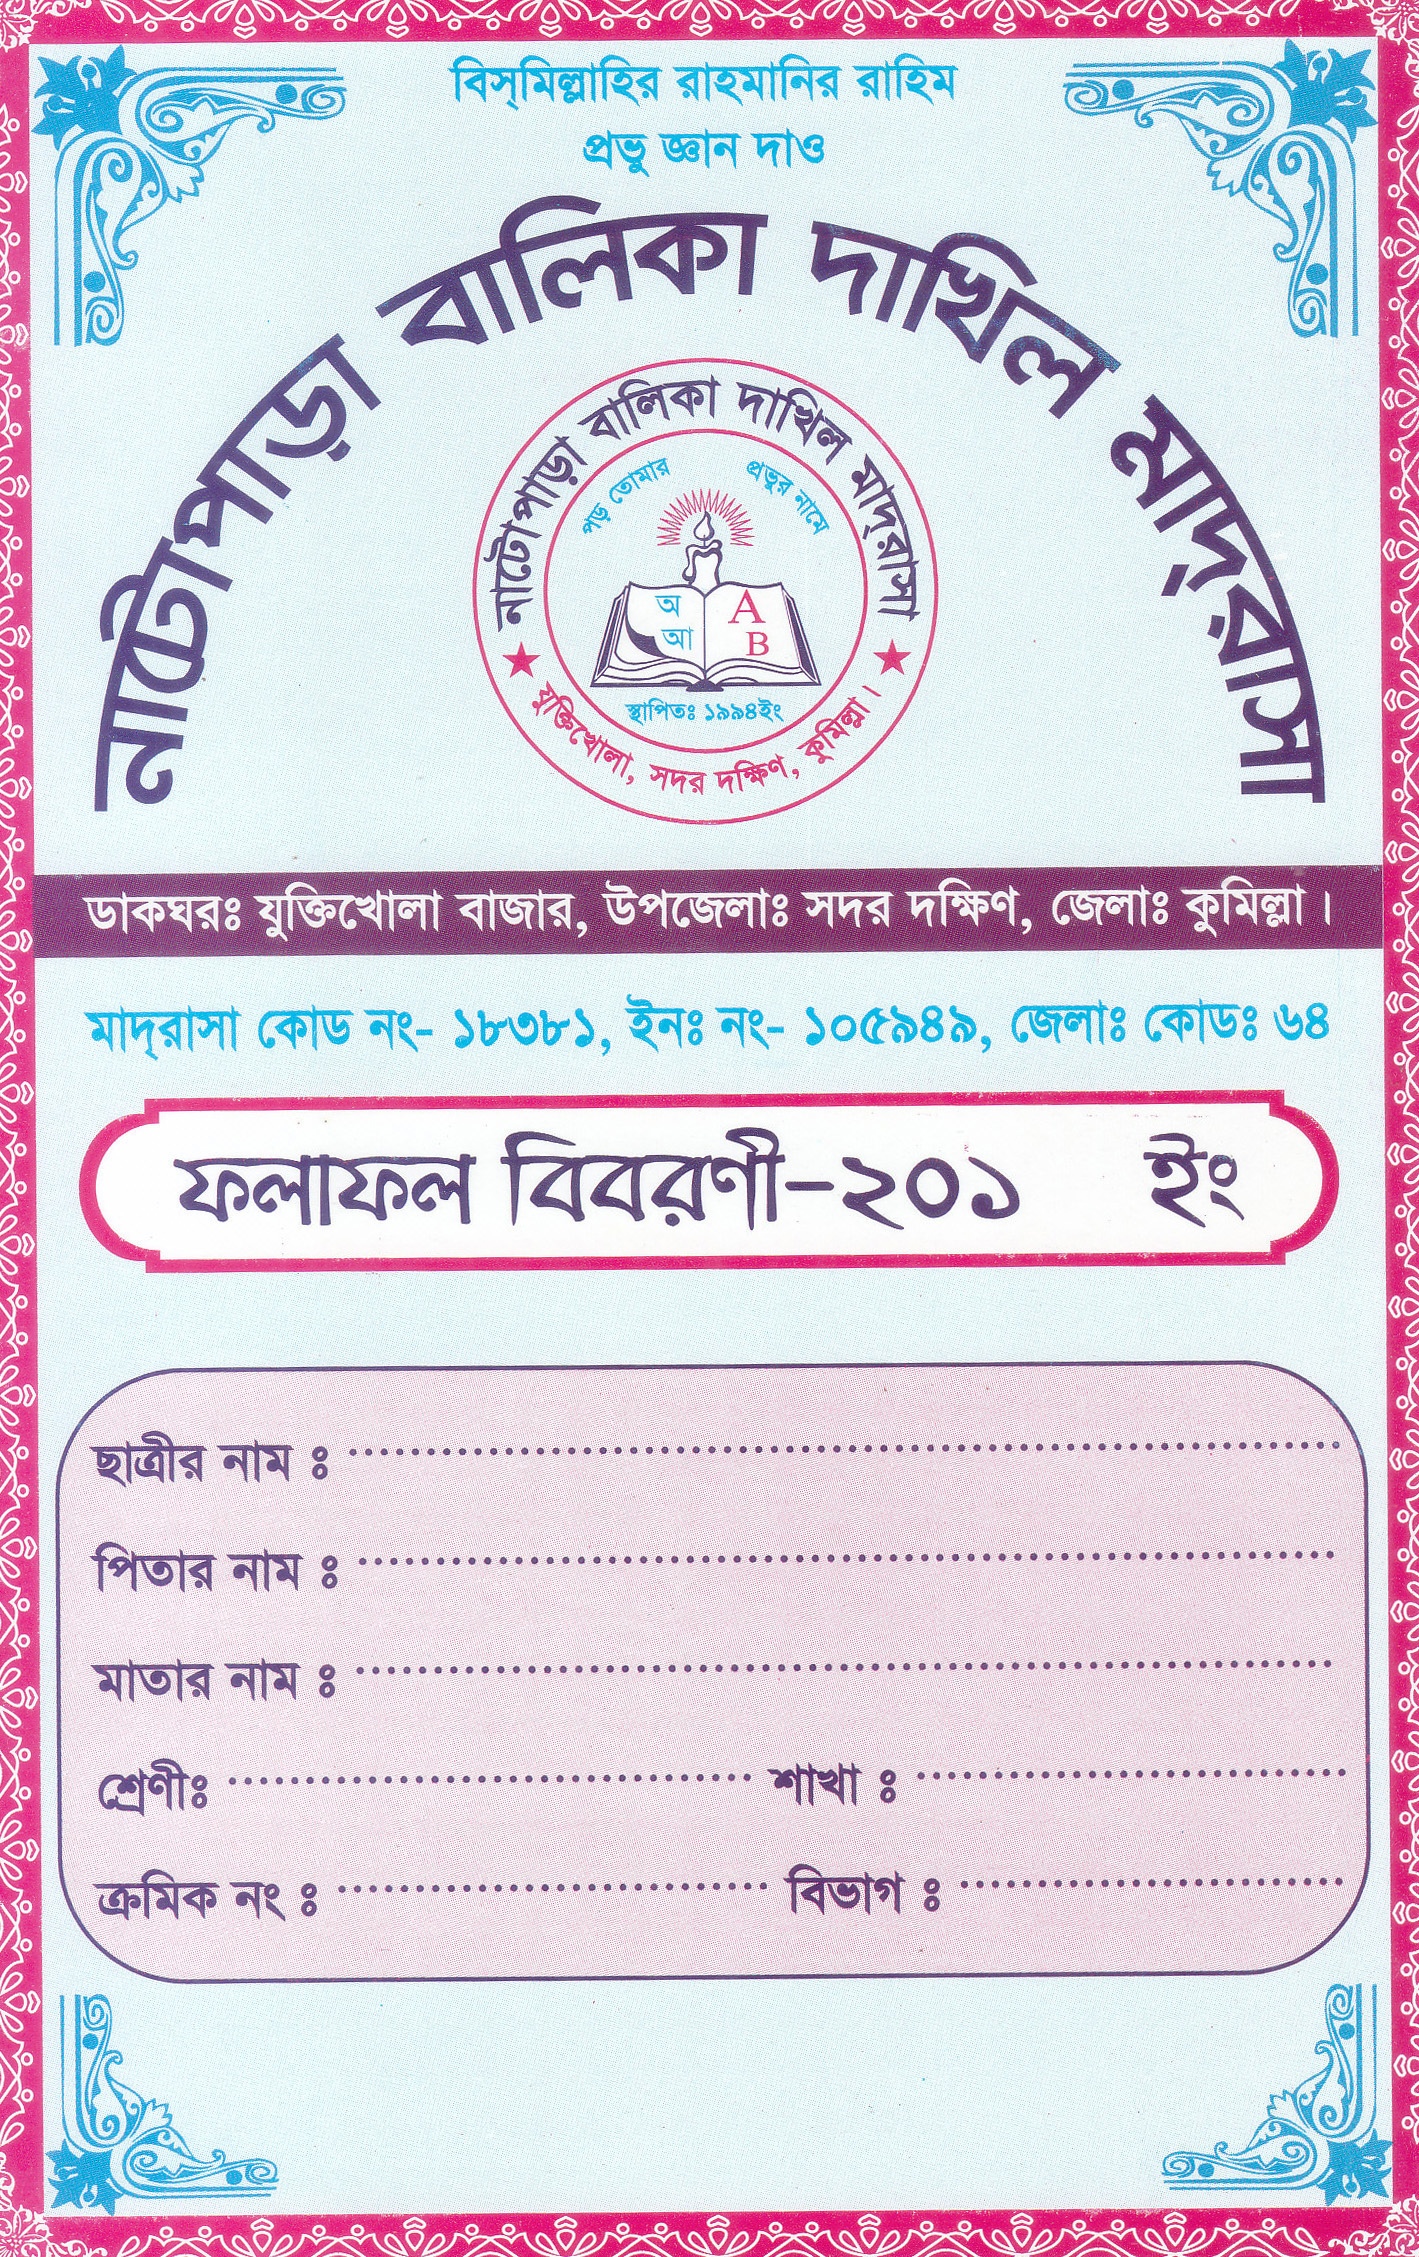 বিস্‌মিল্লাহির রাহমানির রাহিম
প্রভু জ্ঞান দাও
নাটোপাড়া বালিকা দাখিল মাদ্‌রাসা
নাটোপাড়া বালিকা দাখিল মাদ্‌রাসা
পড় তোমার প্রভুর নামে
অ A
আ B
স্থাপিতঃ ১৯৯৪ইং
যুক্তিখোলা, সদর দক্ষিণ, কুমিল্লা।
ডাকঘরঃ যুক্তিখোলা বাজার, উপজেলাঃ সদর দক্ষিণ, জেলাঃ কুমিল্লা।
মাদ্‌রাসা কোড নং- ১৮৩৮১, ইনঃ নং- ১০৫৯৪৯, জেলাঃ কোডঃ ৬৪
ফলাফল বিবরণী-২০১ ইং
ছাত্রীর নাম ঃ
পিতার নাম ঃ
মাতার নাম ঃ
শ্রেণীঃ শাখা ঃ
ক্রমিক নং ঃ বিভাগ ঃ